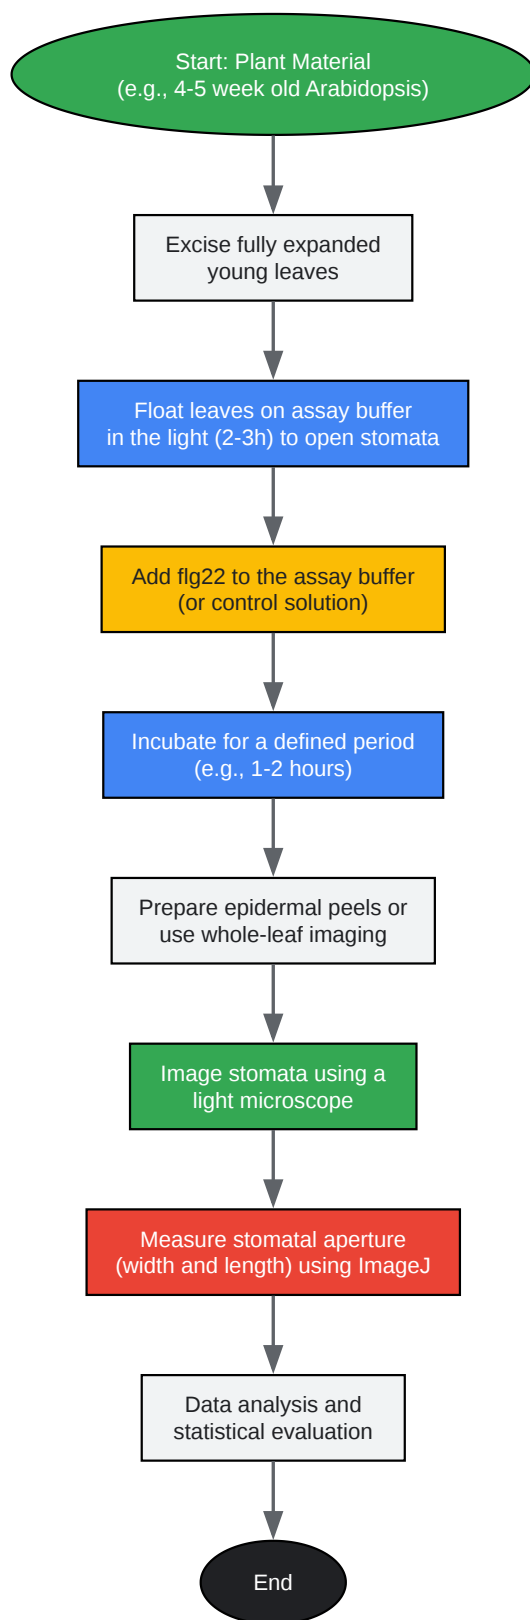 Start: Plant Material
(e.g., 4-5 week old Arabidopsis)
Excise fully expanded
young leaves
Float leaves on assay buffer
in the light (2-3h) to open stomata
Add flg22 to the assay buffer
(or control solution)
Incubate for a defined period
(e.g., 1-2 hours)
Prepare epidermal peels or
use whole-leaf imaging
Image stomata using a
light microscope
Measure stomatal aperture
(width and length) using ImageJ
Data analysis and
statistical evaluation
End